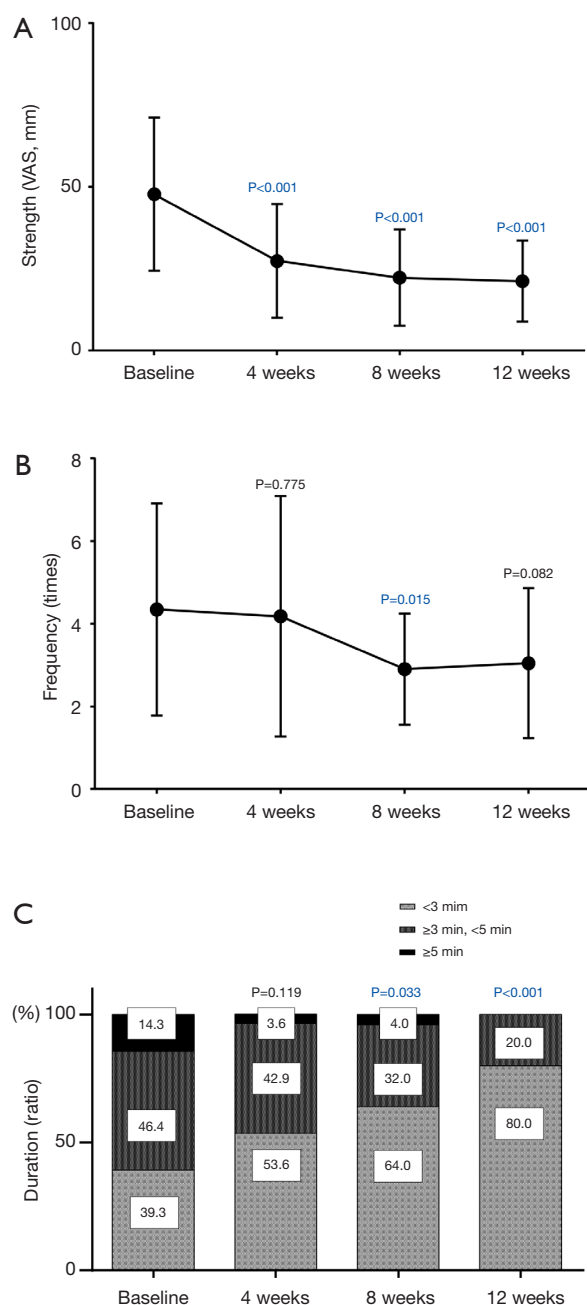 A
100
50
0
Strength (VAS, mm)
P<0.001
P<0.001
P<0.001
Baseline 4 weeks 8 weeks 12 weeks
B
8
6
4
2
0
Frequency (times)
P=0.775
P=0.015
P=0.082
Baseline 4 weeks 8 weeks 12 weeks
C
<3 mim
≥3 min, <5 min
≥5 min
(%) 100
50
0
Duration (ratio)
P=0.119 P=0.033 P<0.001
14.3 3.6 4.0 20.0
46.4 42.9 32.0
39.3 53.6 64.0 80.0
Baseline 4 weeks 8 weeks 12 weeks